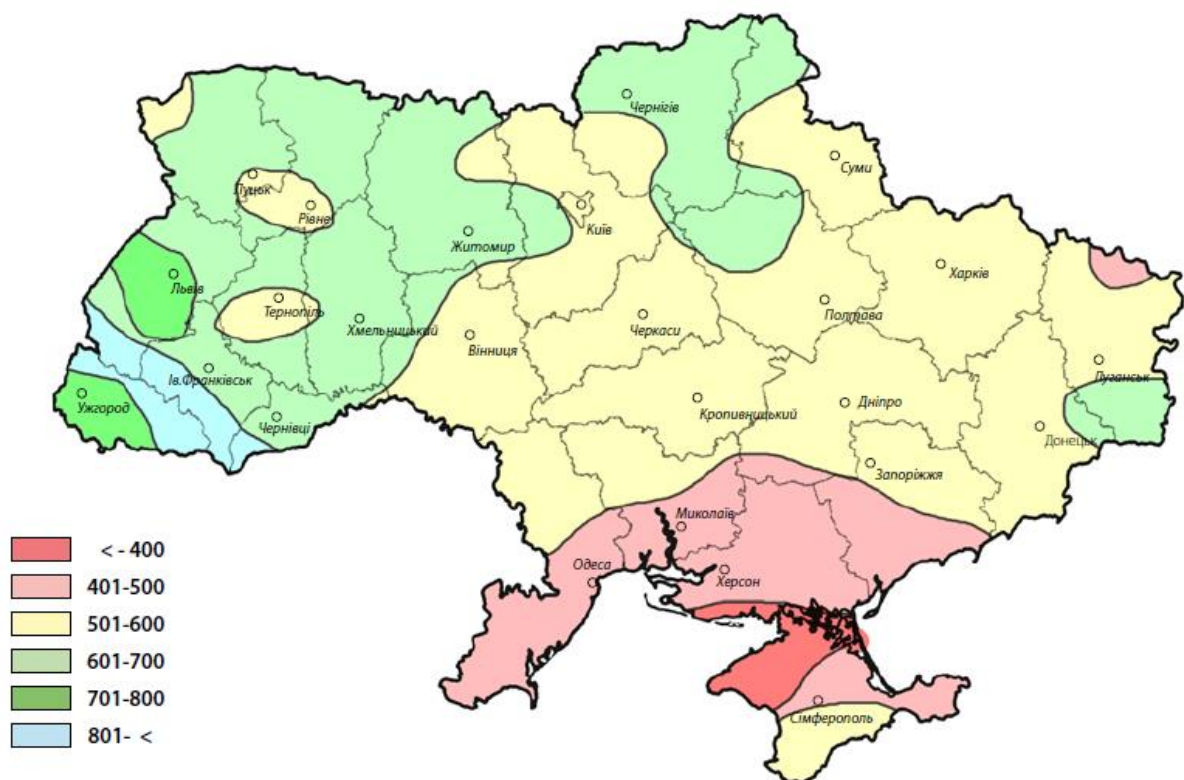 Чернігів
Суми
Луцьк
Рівне
Київ
Житомир
Харків
Львів
Тернопіль
Хмельницький
Полтава
Черкаси
Вінниця
Луганськ
Ів.Франківськ
Ужгород
Кропивницький
Дніпро
Чернівці
Донецьк
Запоріжжя
Миколаїв
Одеса
Херсон
Сімферополь
< - 400
401-500
501-600
601-700
701-800
801- <